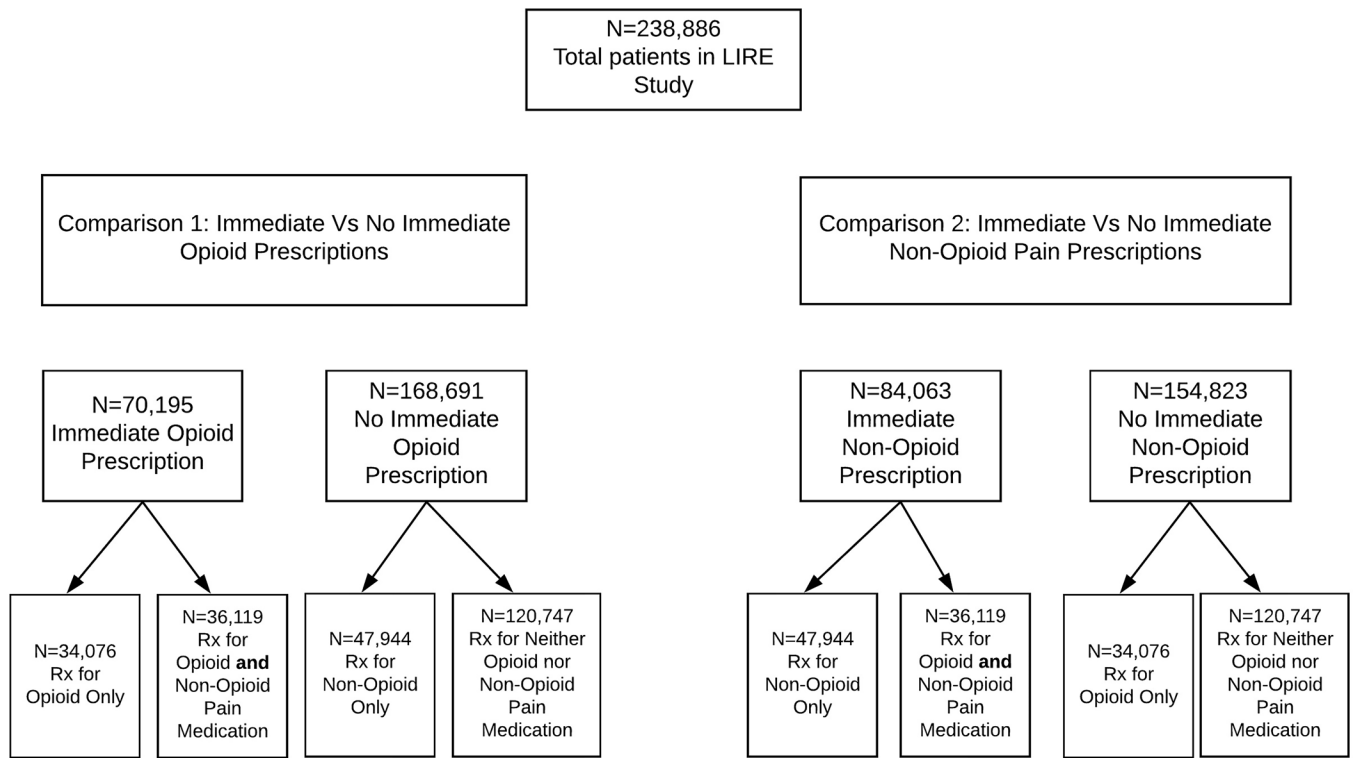 N=238,886
Total patients in LIRE
Study
Comparison 1: Immediate Vs No Immediate
Opioid Prescriptions
Comparison 2: Immediate Vs No Immediate
Non-Opioid Pain Prescriptions
N=70,195
Immediate Opioid
Prescription
N=168,691
No Immediate
Opioid
Prescription
N=84,063
Immediate
Non-Opioid
Prescription
N=154,823
No Immediate
Non-Opioid
Prescription
N=34,076
Rx for
Opioid Only
N=36,119
Rx for
Opioid and
Non-Opioid
Pain
Medication
N=47,944
Rx for
Non-Opioid
Only
N=120,747
Rx for Neither
Opioid nor
Non-Opioid
Pain
Medication
N=47,944
Rx for
Non-Opioid
Only
N=36,119
Rx for
Opioid and
Non-Opioid
Pain
Medication
N=34,076
Rx for
Opioid Only
N=120,747
Rx for Neither
Opioid nor
Non-Opioid
Pain
Medication